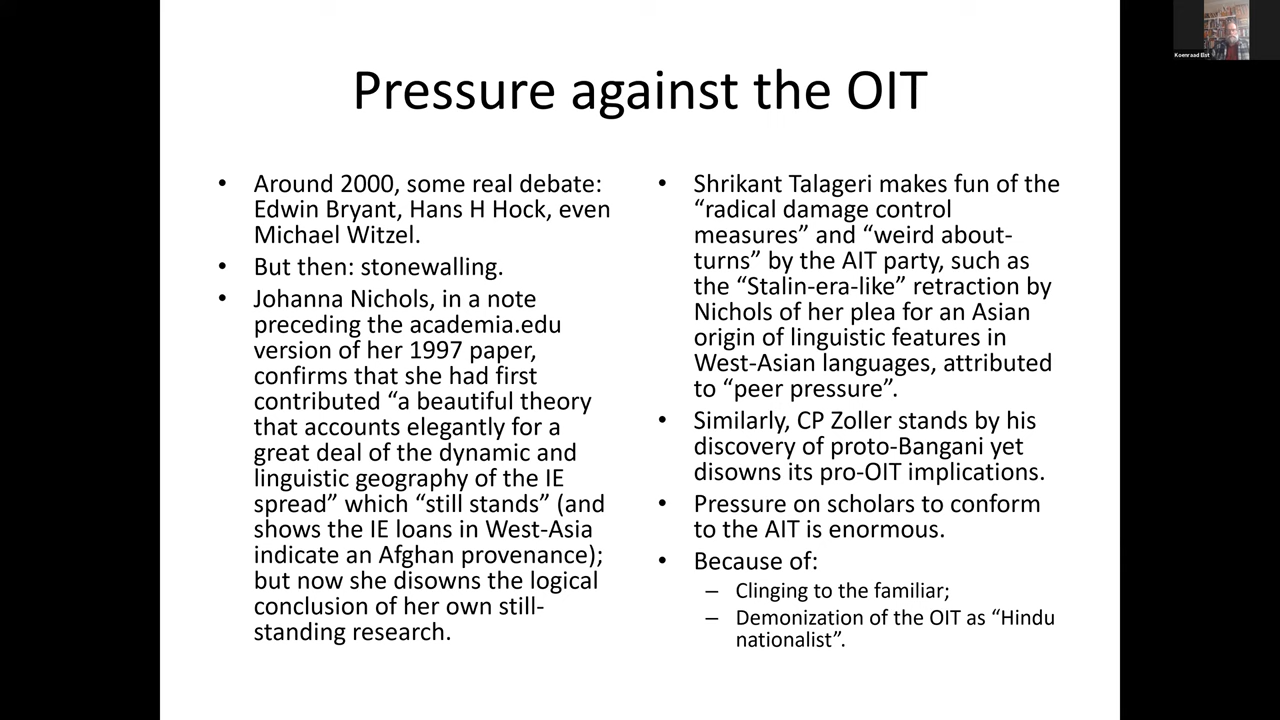 Pressure against the OIT
Around 2000, some real debate:
Edwin Bryant, Hans H Hock, even
Michael Witzel.
But then: stonewalling.
Johanna Nichols, in a note
preceding the academia.edu
version of her 1997 paper,
confirms that she had first
contributed “a beautiful theory
that accounts elegantly for a
great deal of the dynamic and
linguistic geography of the IE
spread” which “still stands” (and
shows the IE loans in West-Asia
indicate an Afghan provenance);
but now she disowns the logical
conclusion of her own still-
standing research.
Shrikant Talageri makes fun of the
“radical damage control
measures” and “weird about-
turns” by the AIT party, such as
the “Stalin-era-like” retraction by
Nichols of her plea for an Asian
origin of linguistic features in
West-Asian languages, attributed
to “peer pressure”.
Similarly, CP Zoller stands by his
discovery of proto-Bangani yet
disowns its pro-OIT implications.
Pressure on scholars to conform
to the AIT is enormous.
Because of:
– Clinging to the familiar;
– Demonization of the OIT as “Hindu
nationalist”.
Koenraad Elst